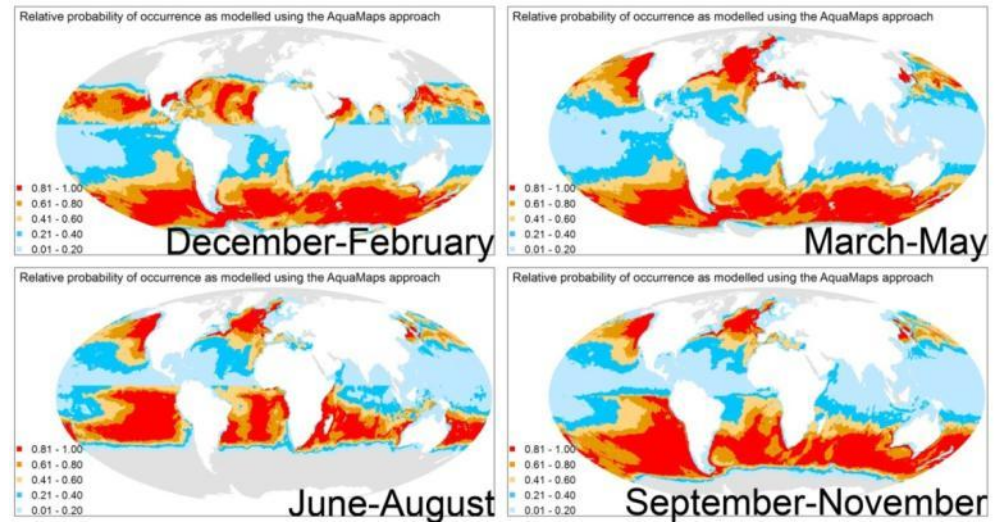 Relative probability of occurrence as modelled using the AquaMaps approach
0.81 - 1.00
0.61 - 0.80
0.41 - 0.60
0.21 - 0.40
0.01 - 0.20
December-February
Relative probability of occurrence as modelled using the AquaMaps approach
0.81 - 1.00
0.61 - 0.80
0.41 - 0.60
0.21 - 0.40
0.01 - 0.20
March-May
Relative probability of occurrence as modelled using the AquaMaps approach
0.81 - 1.00
0.61 - 0.80
0.41 - 0.60
0.21 - 0.40
0.01 - 0.20
June-August
Relative probability of occurrence as modelled using the AquaMaps approach
0.81 - 1.00
0.61 - 0.80
0.41 - 0.60
0.21 - 0.40
0.01 - 0.20
September-November